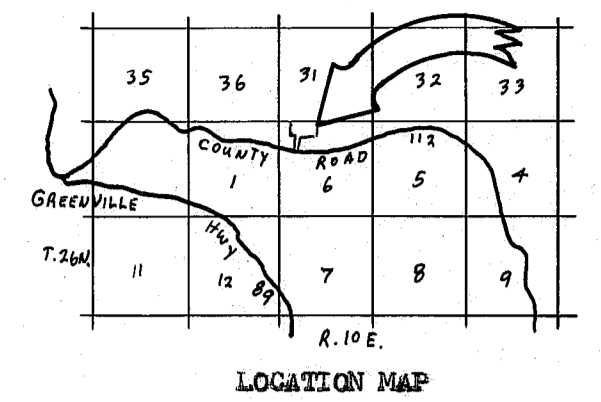 35 36 31 32 33
COUNTY ROAD 112
1 6 5 4
GREENVILLE
HWY 89
T.26N.
11 12 7 8 9
R.10E.
LOCATION MAP